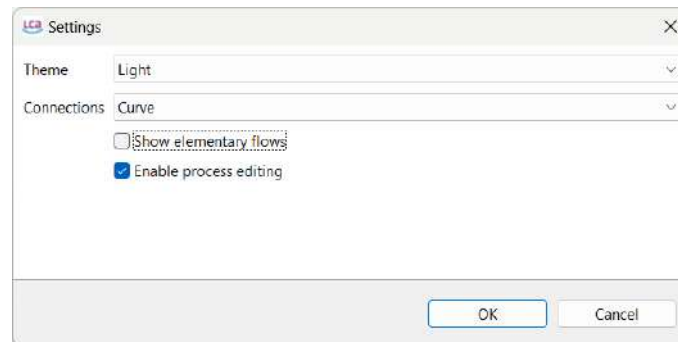 LCA Settings
Theme Light
Connections Curve
Show elementary flows
Enable process editing
OK Cancel